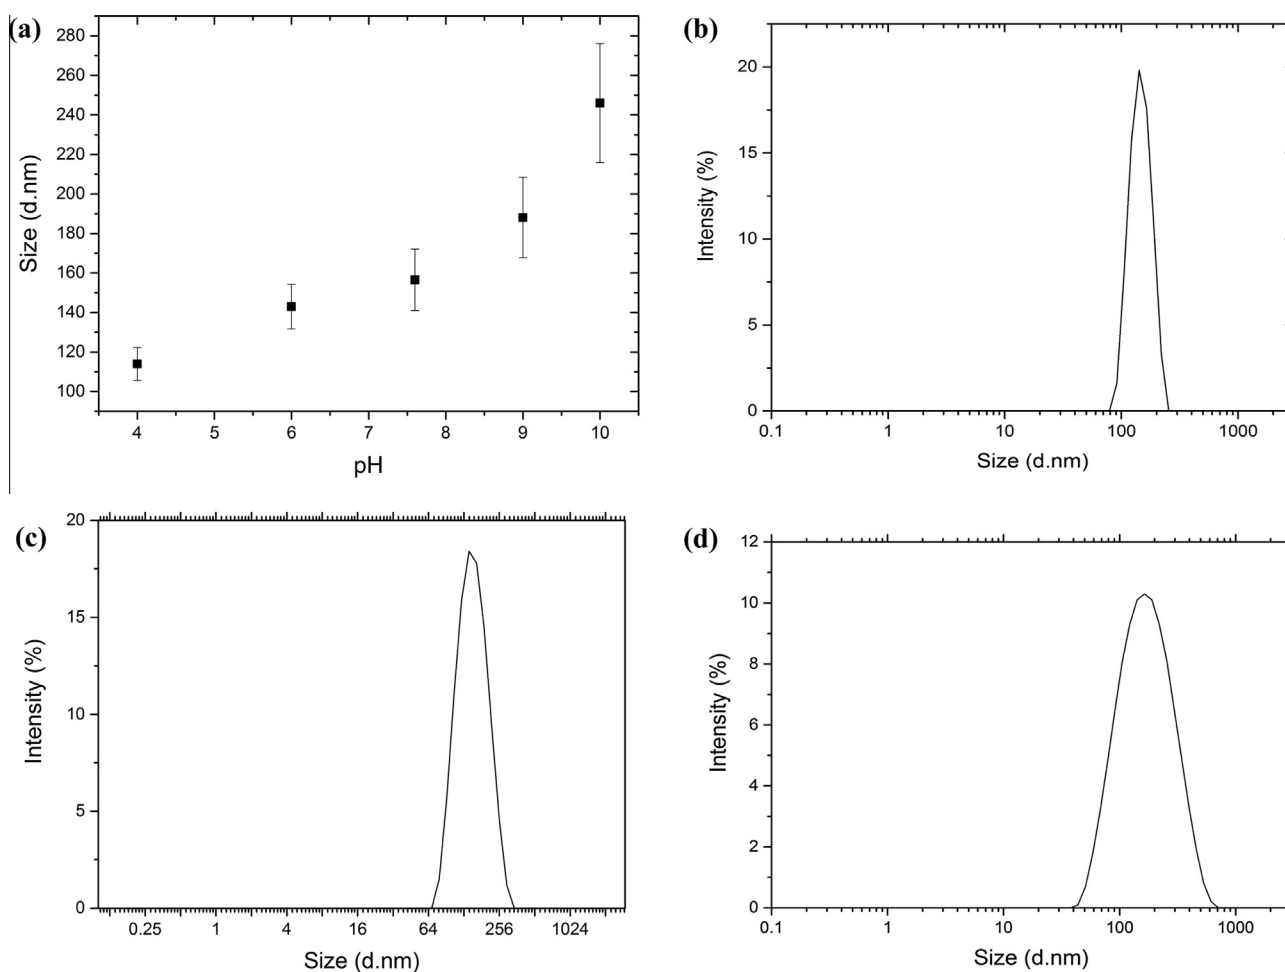 (a)
280
260
240
220
200
180
160
140
120
100
Size (d.nm)
4 5 6 7 8 9 10
pH
(b)
20
15
10
5
0
Intensity (%)
0.1 1 10 100 1000
Size (d.nm)
(c)
20
15
10
5
0
Intensity (%)
0.25 1 4 16 64 256 1024
Size (d.nm)
(d)
12
10
8
6
4
2
0
Intensity (%)
0.1 1 10 100 1000
Size (d.nm)